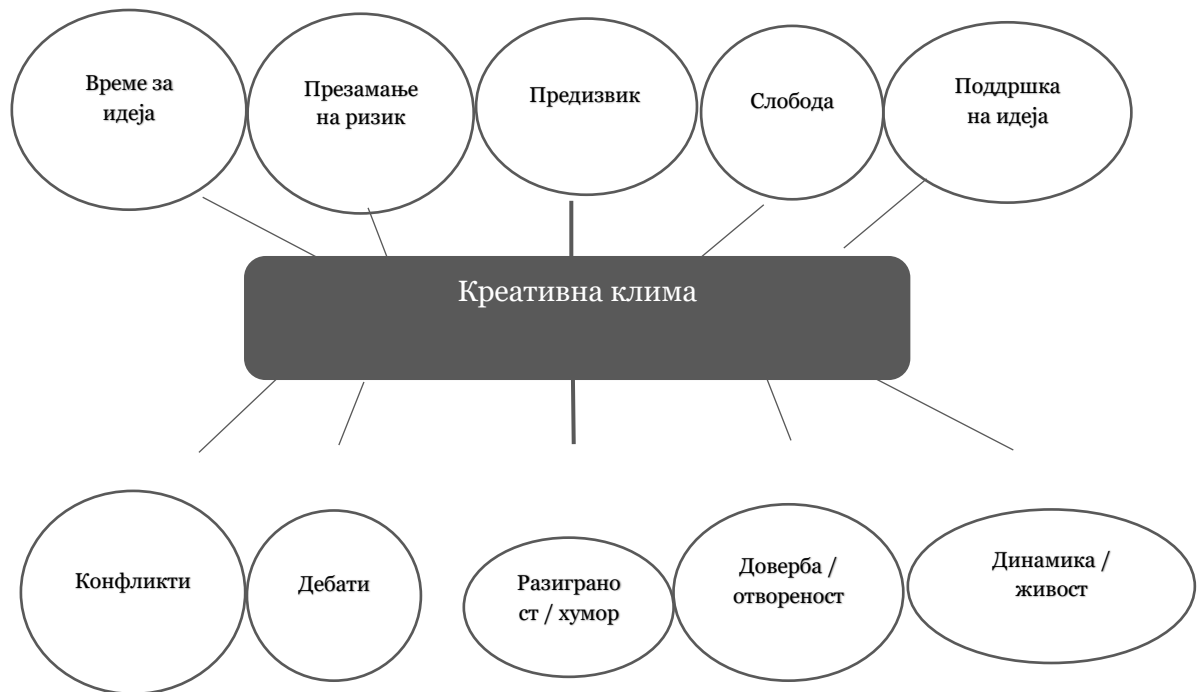 Време за
идеја
Презамање
на ризик
Предизвик
Слобода
Поддршка
на идеја
Креативна клима
Конфликти
Дебати
Разиграно
ст / хумор
Доверба /
отвореност
Динамика /
живост